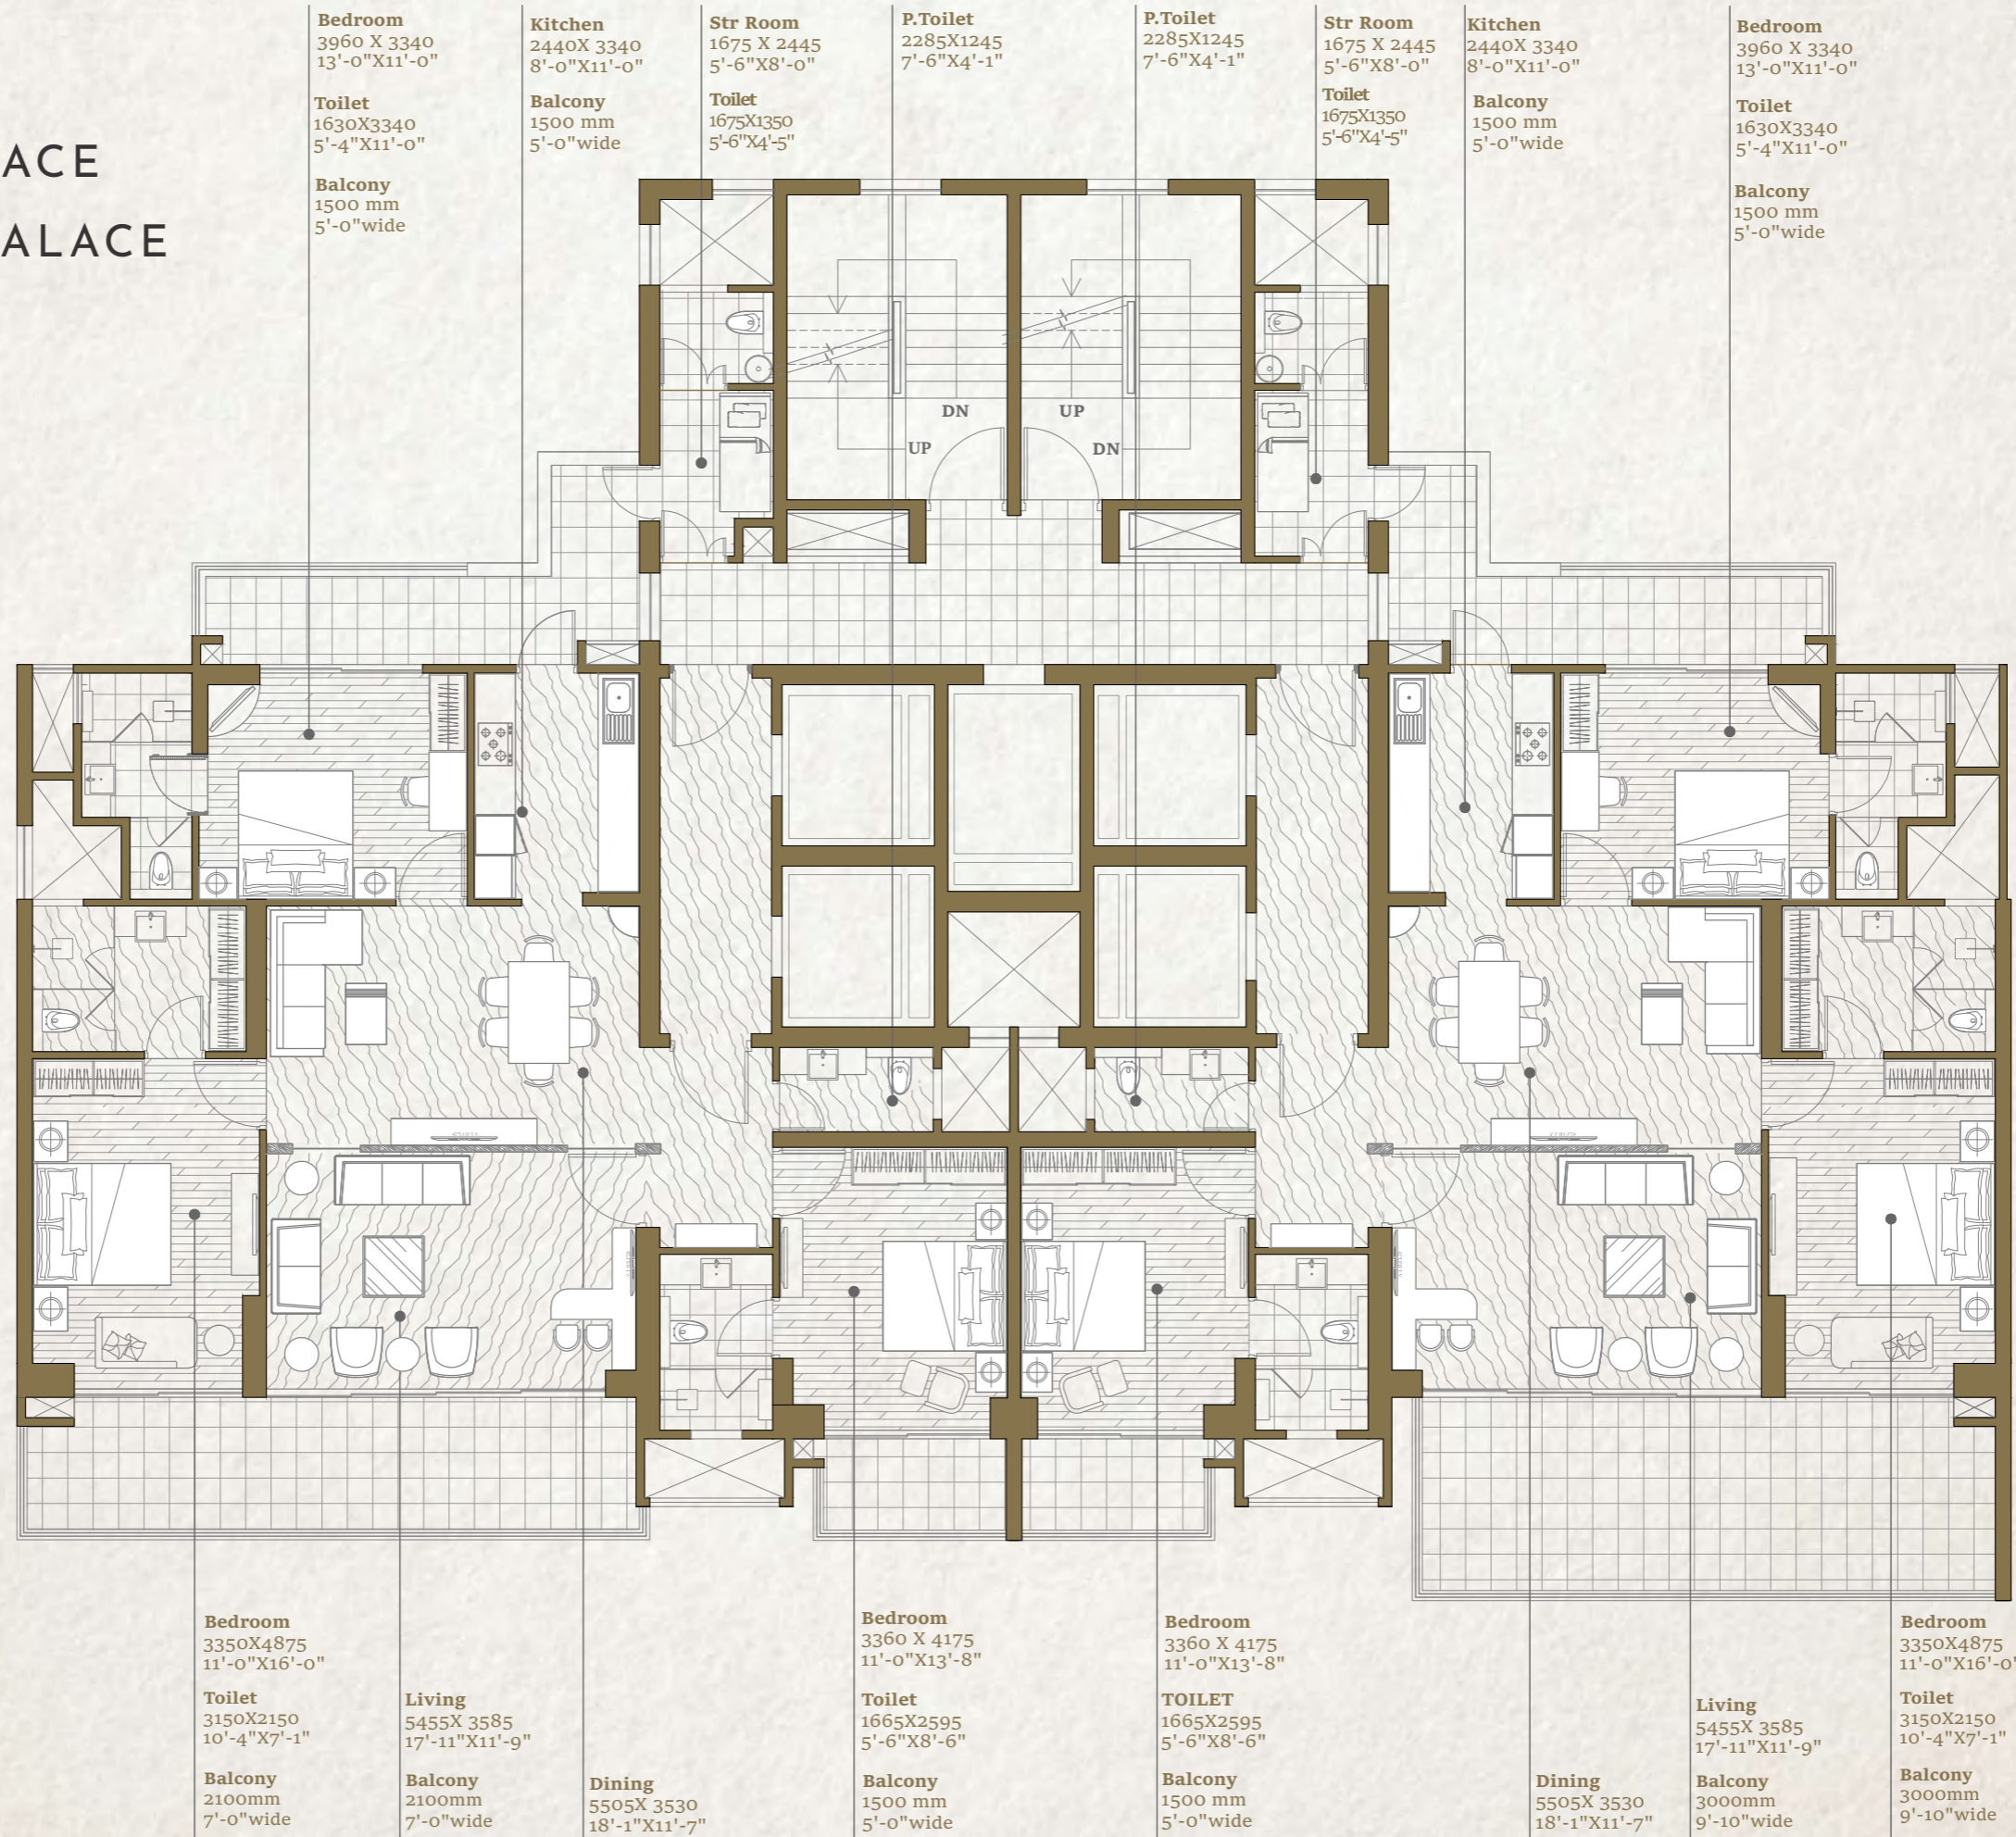 Bedroom
3960 X 3340
13'-0"X11'-0"
Toilet
1630X3340
5'-4"X11'-0"
Balcony
1500 mm
5'-0"wide
Kitchen
2440X 3340
8'-0"X11'-0"
Balcony
1500 mm
5'-0"wide
Str Room
1675 X 2445
5'-6"X8'-0"
Toilet
1675X1350
5'-6"X4'-5"
P.Toilet
2285X1245
7'-6"X4'-1"
P.Toilet
2285X1245
7'-6"X4'-1"
Str Room
1675 X 2445
5'-6"X8'-0"
Toilet
1675X1350
5'-6"X4'-5"
Kitchen
2440X 3340
8'-0"X11'-0"
Balcony
1500 mm
5'-0"wide
Bedroom
3960 X 3340
13'-0"X11'-0"
Toilet
1630X3340
5'-4"X11'-0"
Balcony
1500 mm
5'-0"wide
ACE
ALACE
DN
UP
UP
DN
Bedroom
3350X4875
11'-0"X16'-0"
Toilet
3150X2150
10'-4"X7'-1"
Balcony
2100mm
7'-0"wide
Living
5455X 3585
17'-11"X11'-9"
Balcony
2100mm
7'-0"wide
Dining
5505X 3530
18'-1"X11'-7"
Bedroom
3360 X 4175
11'-0"X13'-8"
Toilet
1665X2595
5'-6"X8'-6"
Balcony
1500 mm
5'-0"wide
Bedroom
3360 X 4175
11'-0"X13'-8"
TOILET
1665X2595
5'-6"X8'-6"
Balcony
1500 mm
5'-0"wide
Dining
5505X 3530
18'-1"X11'-7"
Living
5455X 3585
17'-11"X11'-9"
Balcony
3000mm
9'-10"wide
Bedroom
3350X4875
11'-0"X16'-0"
Toilet
3150X2150
10'-4"X7'-1"
Balcony
3000mm
9'-10"wide